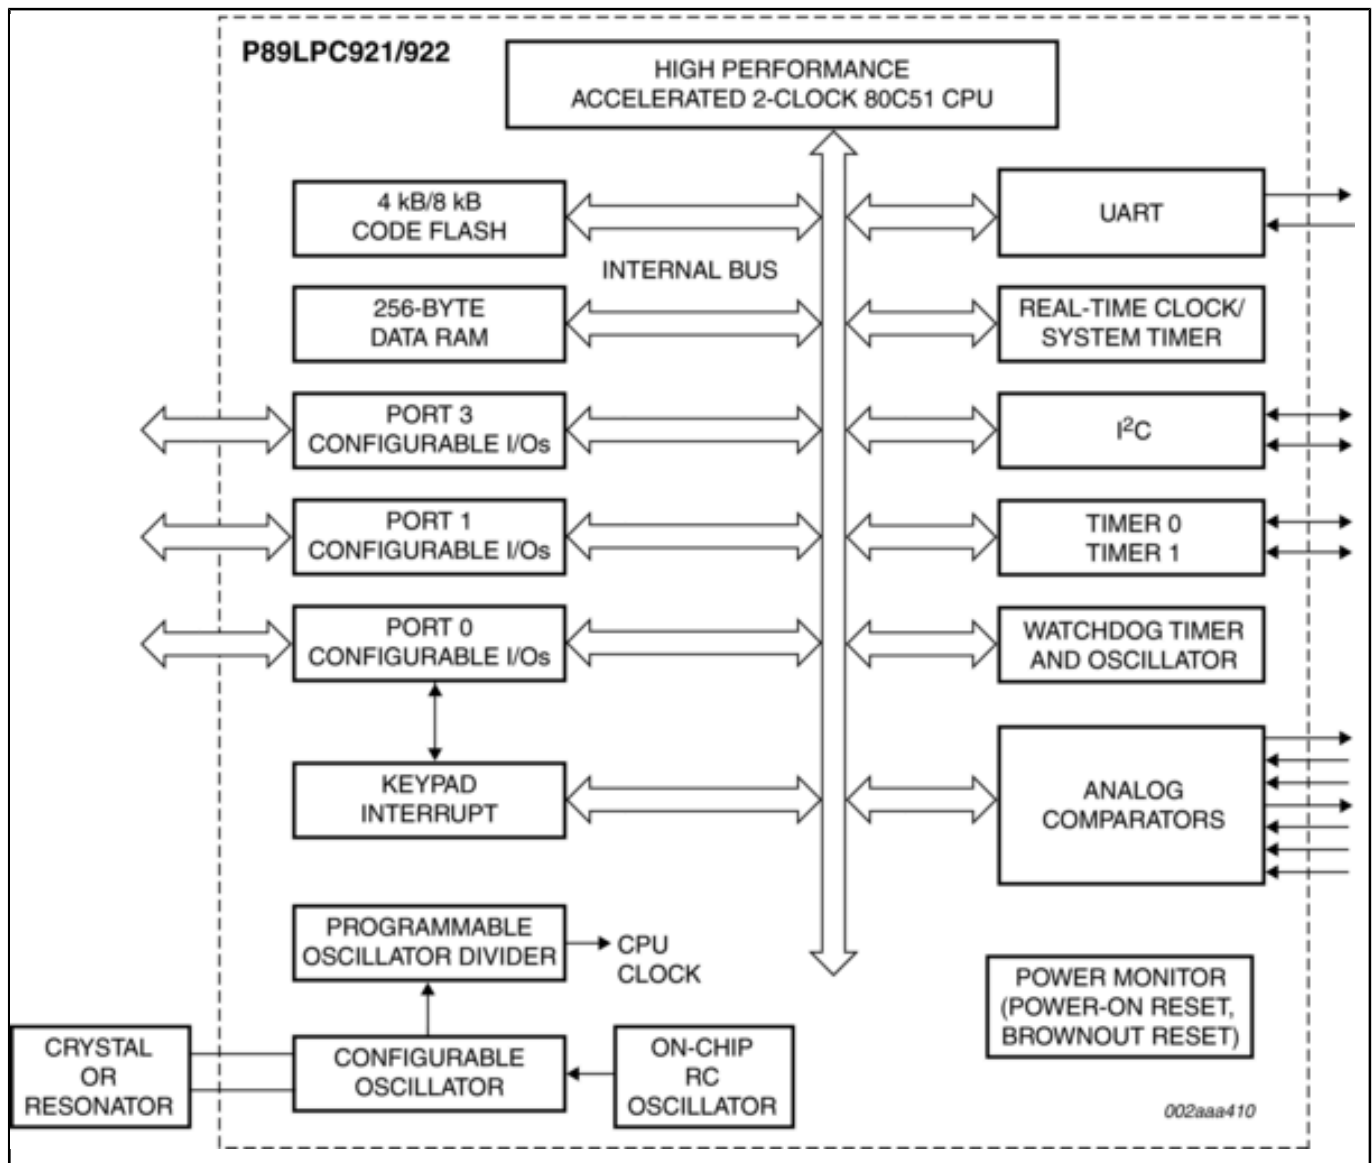 P89LPC921/922
HIGH PERFORMANCE
ACCELERATED 2-CLOCK 80C51 CPU
4 kB/8 kB
CODE FLASH
UART
INTERNAL BUS
256-BYTE
DATA RAM
REAL-TIME CLOCK/
SYSTEM TIMER
PORT 3
CONFIGURABLE I/Os
I²C
PORT 1
CONFIGURABLE I/Os
TIMER 0
TIMER 1
PORT 0
CONFIGURABLE I/Os
WATCHDOG TIMER
AND OSCILLATOR
KEYPAD
INTERRUPT
ANALOG
COMPARATORS
PROGRAMMABLE
OSCILLATOR DIVIDER
CPU
CLOCK
POWER MONITOR
(POWER-ON RESET,
BROWNOUT RESET)
CRYSTAL
OR
RESONATOR
CONFIGURABLE
OSCILLATOR
ON-CHIP
RC
OSCILLATOR
002aaa410